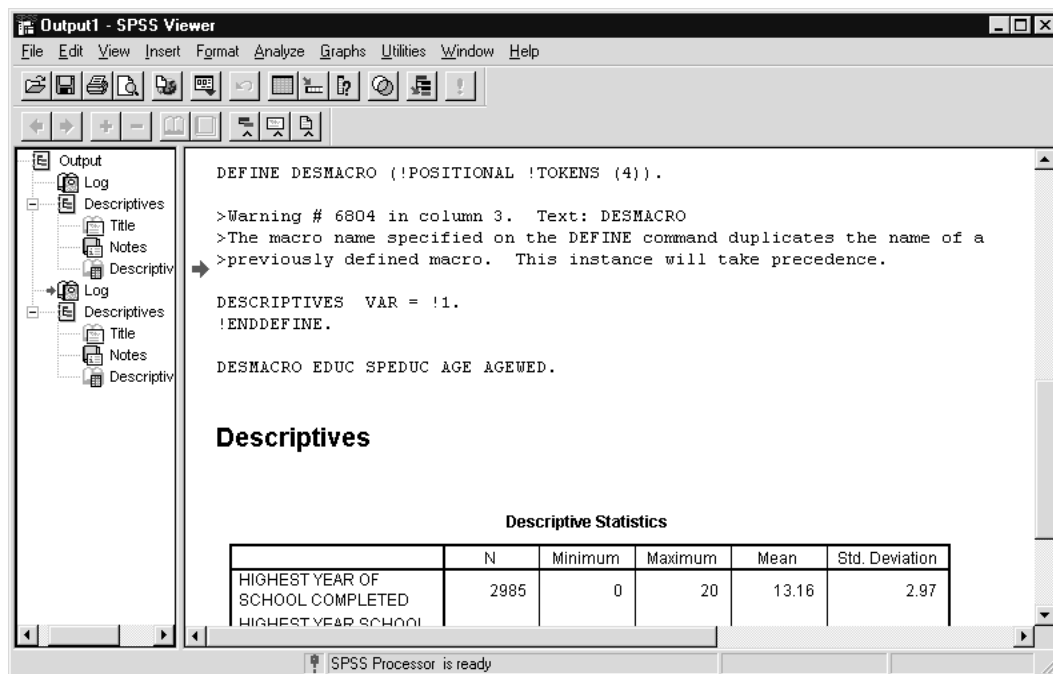 Output1 - SPSS Viewer
File Edit View Insert Format Analyze Graphs Utilities Window Help
Output
Log
Descriptives
Title
Notes
Descriptiv
Log
Descriptives
Title
Notes
Descriptiv
DEFINE DESMACRO (!POSITIONAL !TOKENS (4)).
>Warning # 6804 in column 3.  Text: DESMACRO
>The macro name specified on the DEFINE command duplicates the name of a
>previously defined macro.  This instance will take precedence.
DESCRIPTIVES  VAR = !1.
!ENDDEFINE.
DESMACRO EDUC SPEDUC AGE AGEWED.
Descriptives
Descriptive Statistics
N Minimum Maximum Mean Std. Deviation
HIGHEST YEAR OF
SCHOOL COMPLETED 2985 0 20 13.16 2.97
HIGHEST YEAR SCHOOL
SPSS Processor is ready